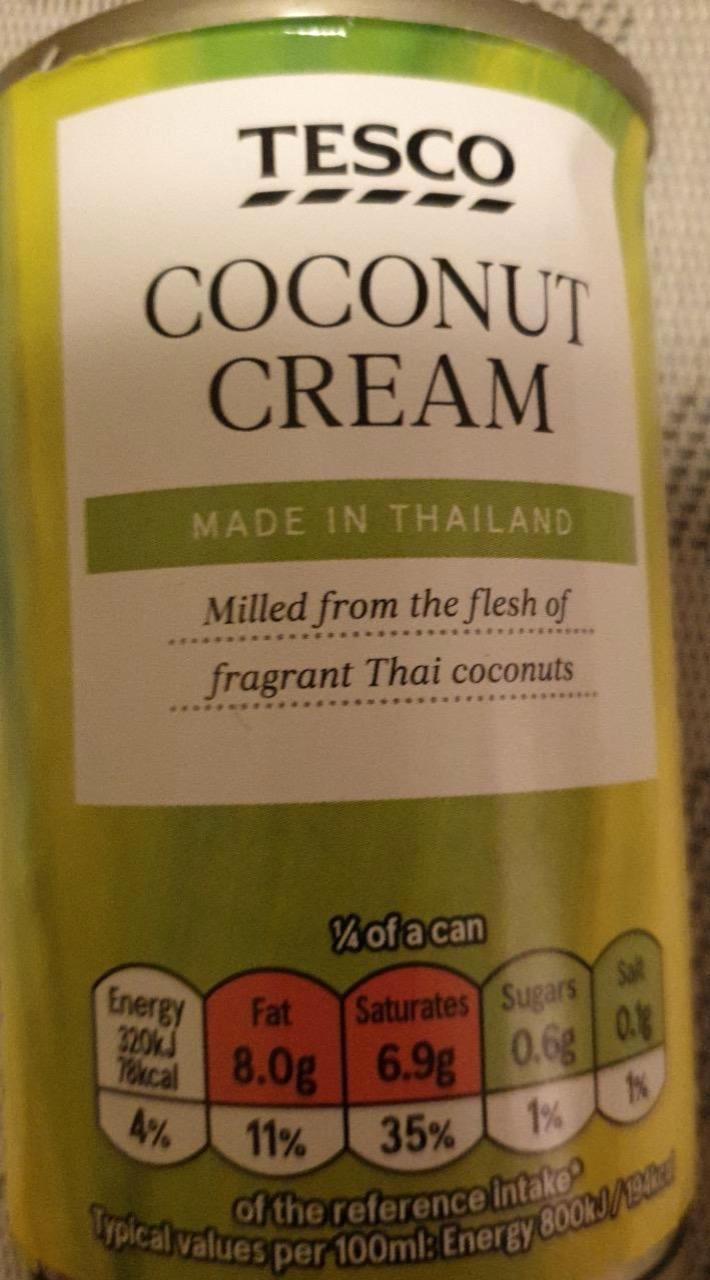 TESCO
COCONUT
CREAM
MADE IN THAILAND
Milled from the flesh of
fragrant Thai coconuts
¼ of a can
Energy 320kJ 78kcal 4%
Fat 8.0g 11%
Saturates 6.9g 35%
Sugars 0.6g 1%
Salt 0.1g 1%
of the reference intake*
Typical values per 100ml: Energy 800kJ/194kcal